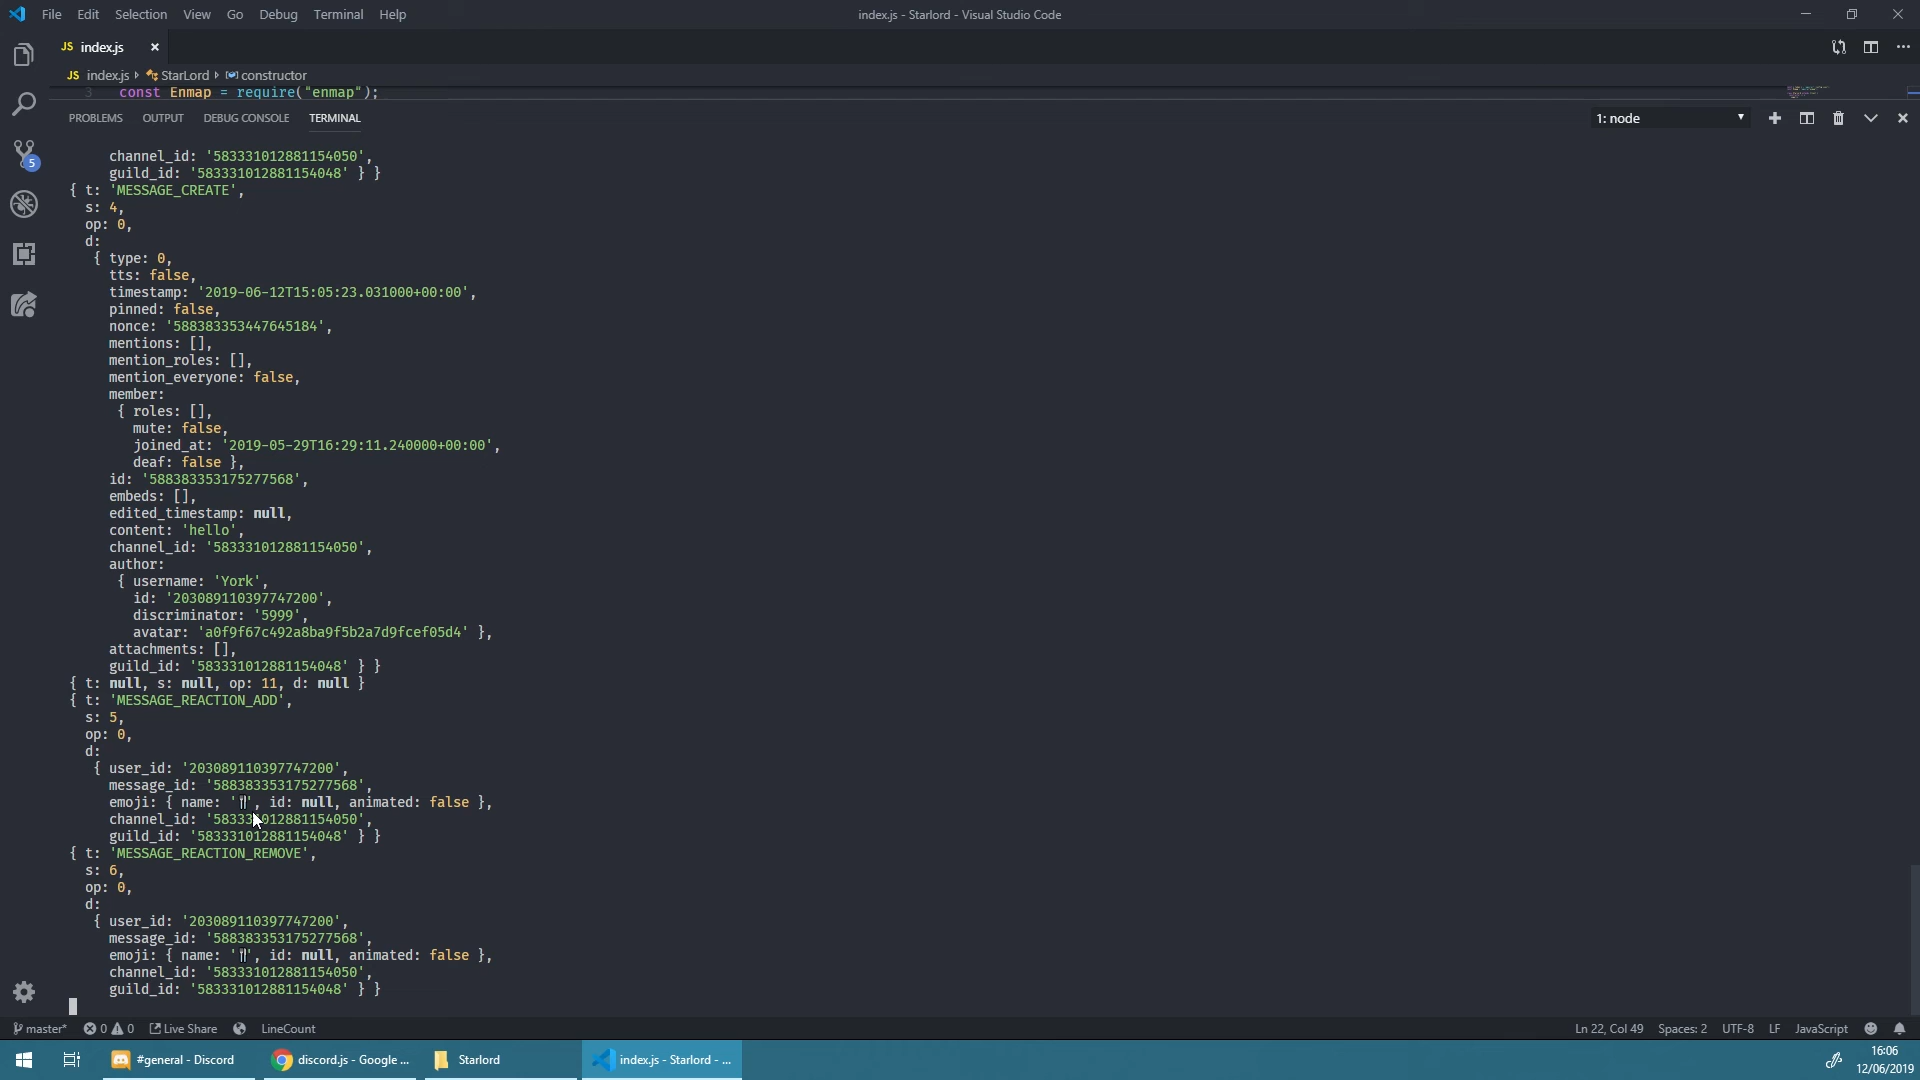 File Edit Selection View Go Debug Terminal Help
index.js - Starlord - Visual Studio Code
JS index.js
JS index.js StarLord constructor
3 const Enmap = require("enmap");
PROBLEMS OUTPUT DEBUG CONSOLE TERMINAL
1: node
channel_id: '583331012881154050',
guild_id: '583331012881154048' } }
{ t: 'MESSAGE_CREATE',
s: 4,
op: 0,
d:
{ type: 0,
tts: false,
timestamp: '2019-06-12T15:05:23.031000+00:00',
pinned: false,
nonce: '588383353447645184',
mentions: [],
mention_roles: [],
mention_everyone: false,
member:
{ roles: [],
mute: false,
joined_at: '2019-05-29T16:29:11.240000+00:00',
deaf: false },
id: '588383353175277568',
embeds: [],
edited_timestamp: null,
content: 'hello',
channel_id: '583331012881154050',
author:
{ username: 'York',
id: '203089110397747200',
discriminator: '5999',
avatar: 'a0f9f67c492a8ba9f5b2a7d9fcef05d4' },
attachments: [],
guild_id: '583331012881154048' } }
{ t: null, s: null, op: 11, d: null }
{ t: 'MESSAGE_REACTION_ADD',
s: 5,
op: 0,
d:
{ user_id: '203089110397747200',
message_id: '588383353175277568',
emoji: { name: '🍴', id: null, animated: false },
channel_id: '583331012881154050',
guild_id: '583331012881154048' } }
{ t: 'MESSAGE_REACTION_REMOVE',
s: 6,
op: 0,
d:
{ user_id: '203089110397747200',
message_id: '588383353175277568',
emoji: { name: '🍴', id: null, animated: false },
channel_id: '583331012881154050',
guild_id: '583331012881154048' } }
5
master* 0 0 Live Share LineCount
Ln 22, Col 49 Spaces: 2 UTF-8 LF JavaScript
#general - Discord
discord.js - Google ...
Starlord
index.js - Starlord - ...
16:06
12/06/2019